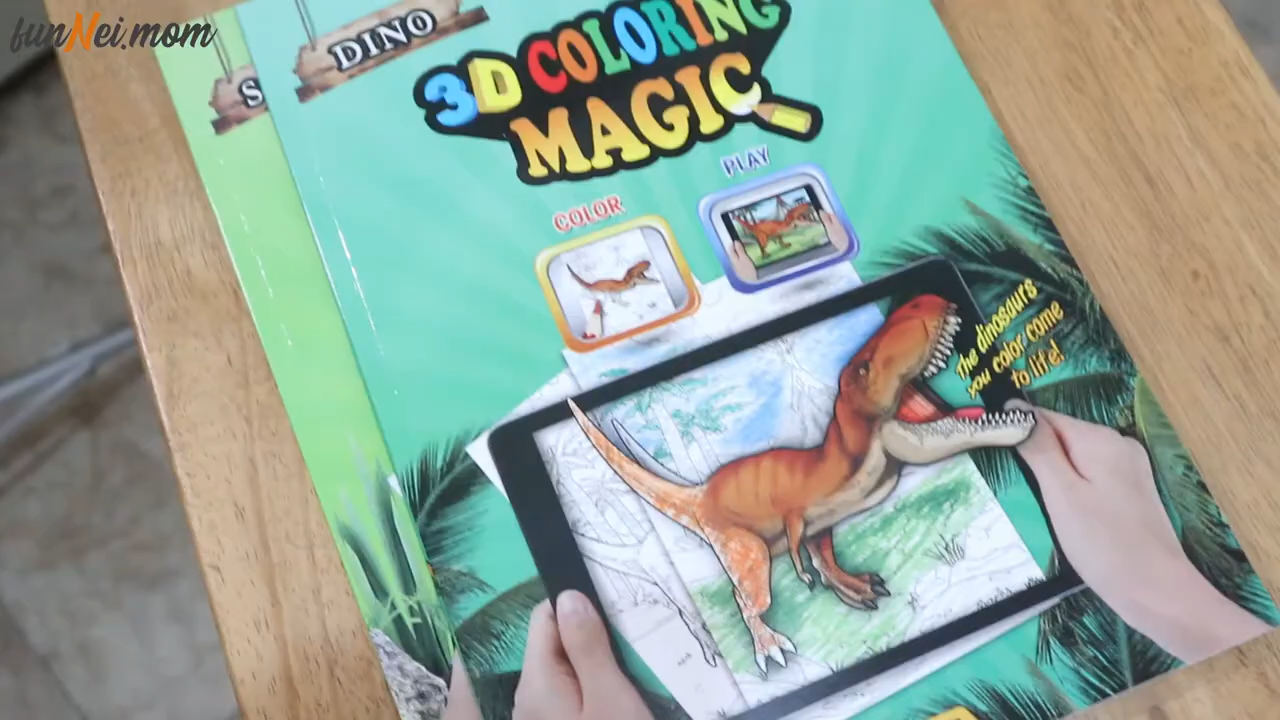 funNei.mom
DINO
S
3D COLORING
MAGIC
COLOR
PLAY
The dinosaurs
you color come
to life!